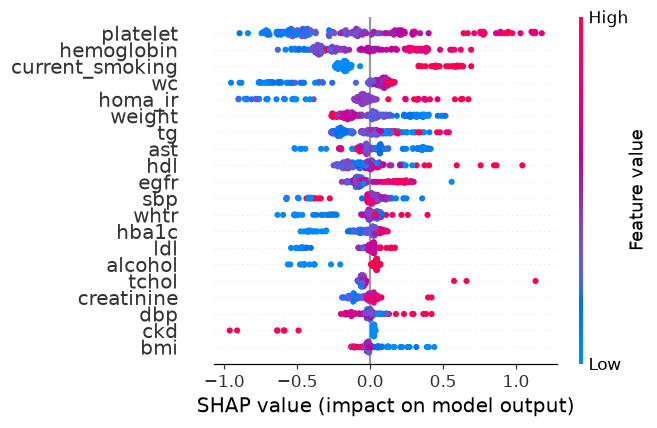 High
platelet
hemoglobin
current_smoking
wc
homa_ir
weight
tg
ast
hdl
egfr
sbp
whtr
hba1c
ldl
alcohol
tchol
creatinine
dbp
ckd
bmi
Feature value
Low
−1.0 −0.5 0.0 0.5 1.0
SHAP value (impact on model output)